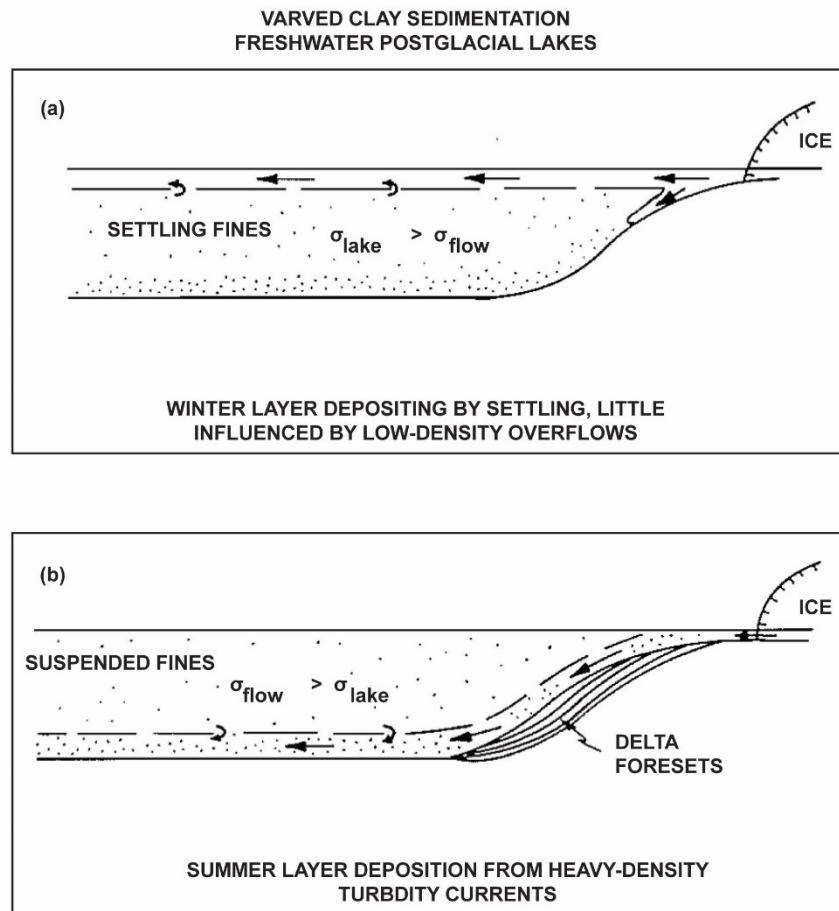 VARVED CLAY SEDIMENTATION
FRESHWATER POSTGLACIAL LAKES
(a)
ICE
SETTLING FINES
σlake > σflow
WINTER LAYER DEPOSITING BY SETTLING, LITTLE
INFLUENCED BY LOW-DENSITY OVERFLOWS
(b)
ICE
SUSPENDED FINES
σflow > σlake
DELTA
FORESETS
SUMMER LAYER DEPOSITION FROM HEAVY-DENSITY
TURBDITY CURRENTS